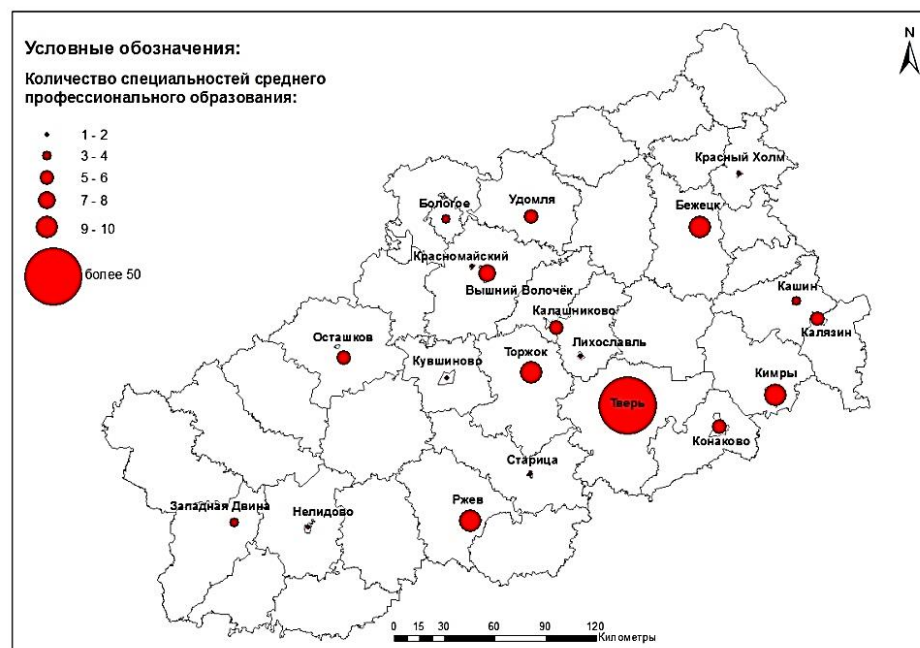 Условные обозначения:
Количество специальностей среднего
профессионального образования:
1 - 2
3 - 4
5 - 6
7 - 8
9 - 10
более 50
N
Красный Холм
Бологое
Удомля
Бежецк
Красномайский
Вышний Волочёк
Кашин
Калашниково
Калязин
Осташков
Лихославль
Кувшиново
Торжок
Кимры
Тверь
Конаково
Старица
Западная Двина
Нелидово
Ржев
0 15 30 60 90 120
Километры